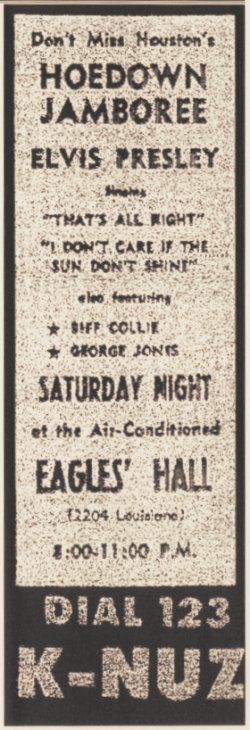 Don't Miss Houston's
HOEDOWN
JAMBOREE
ELVIS PRESLEY
Singing
"THAT'S ALL RIGHT"
"I DON'T CARE IF THE
SUN DON'T SHINE"
also featuring
★ BIFF COLLIE
★ GEORGE JONES
SATURDAY NIGHT
at the Air-Conditioned
EAGLES' HALL
(2204 Louisiana)
8:00-11:00 P.M.
DIAL 123
K-NUZ